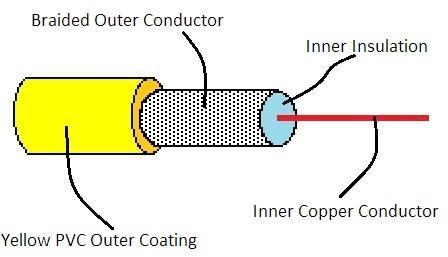 Braided Outer Conductor
Inner Insulation
Inner Copper Conductor
Yellow PVC Outer Coating